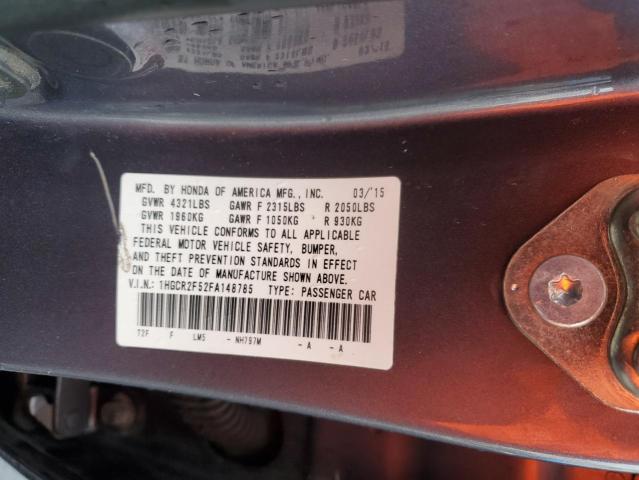 MFD. BY HONDA OF AMERICA MFG., INC. 03/15
GVWR 4321LBS GAWR F 2315LBS R 2050LBS
GVWR 1960KG GAWR F 1050KG R 930KG
THIS VEHICLE CONFORMS TO ALL APPLICABLE
FEDERAL MOTOR VEHICLE SAFETY, BUMPER,
AND THEFT PREVENTION STANDARDS IN EFFECT
ON THE DATE OF MANUFACTURE SHOWN ABOVE.
V.I.N.: 1HGCR2F52FA148785 TYPE: PASSENGER CAR
T2F F LM5 - NH797M - A - A